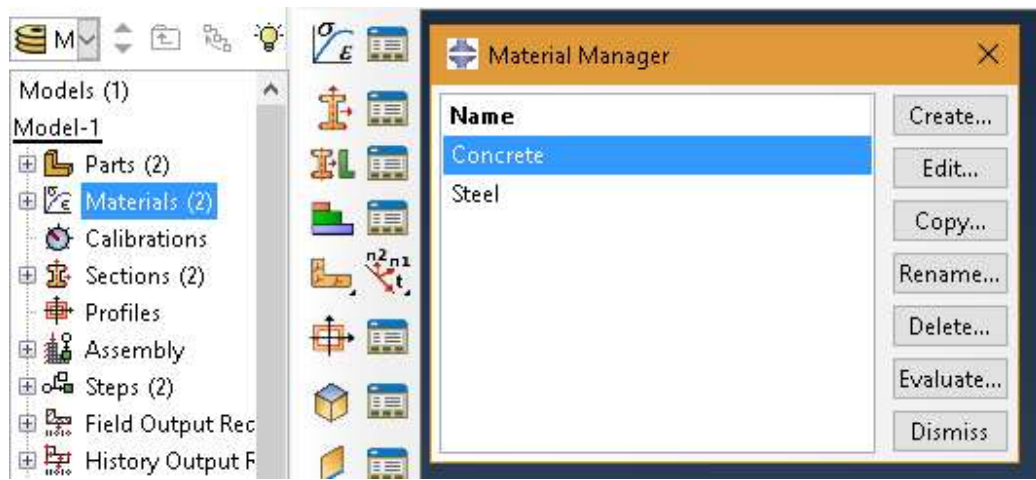 M
Models (1)
Model-1
Parts (2)
Materials (2)
Calibrations
Sections (2)
Profiles
Assembly
Steps (2)
Field Output Rec
History Output R
σ
ε
n2 n1
t
Material Manager
Name
Concrete
Steel
Create...
Edit...
Copy...
Rename...
Delete...
Evaluate...
Dismiss